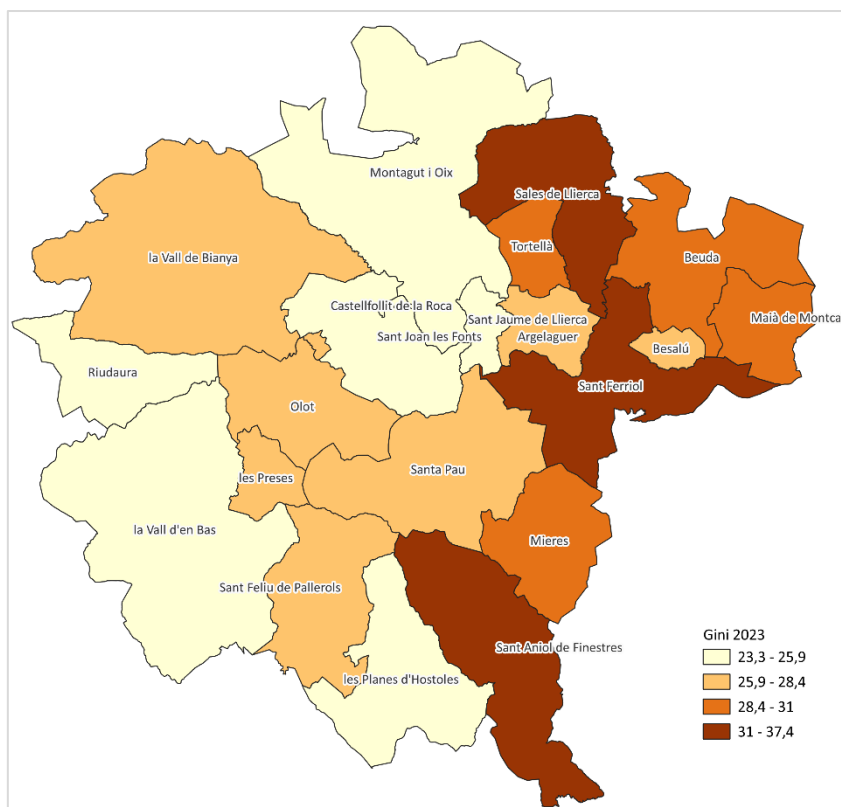 Montagut i Oix
Sales de Llierca
Tortellà
la Vall de Bianya
Beuda
Castellfollit de la Roca
Sant Jaume de Llierca
Maià de Montca
Sant Joan les Fonts
Argelaguer
Besalú
Riudaura
Sant Ferriol
Olot
Santa Pau
les Preses
la Vall d'en Bas
Mieres
Sant Feliu de Pallerols
Sant Aniol de Finestres
les Planes d'Hostoles
Gini 2023
23,3 - 25,9
25,9 - 28,4
28,4 - 31
31 - 37,4